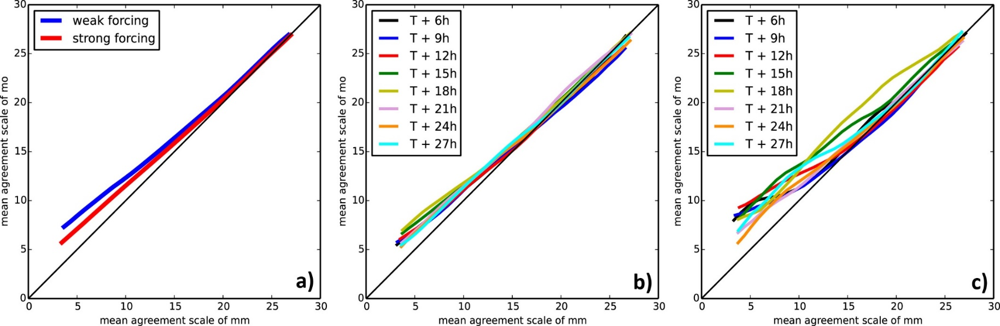 30
25
20
15
10
5
0
mean agreement scale of mo
weak forcing
strong forcing
a)
0 5 10 15 20 25 30
mean agreement scale of mm
30
25
20
15
10
5
0
mean agreement scale of mo
T + 6h
T + 9h
T + 12h
T + 15h
T + 18h
T + 21h
T + 24h
T + 27h
b)
0 5 10 15 20 25 30
mean agreement scale of mm
30
25
20
15
10
5
0
mean agreement scale of mo
T + 6h
T + 9h
T + 12h
T + 15h
T + 18h
T + 21h
T + 24h
T + 27h
c)
0 5 10 15 20 25 30
mean agreement scale of mm